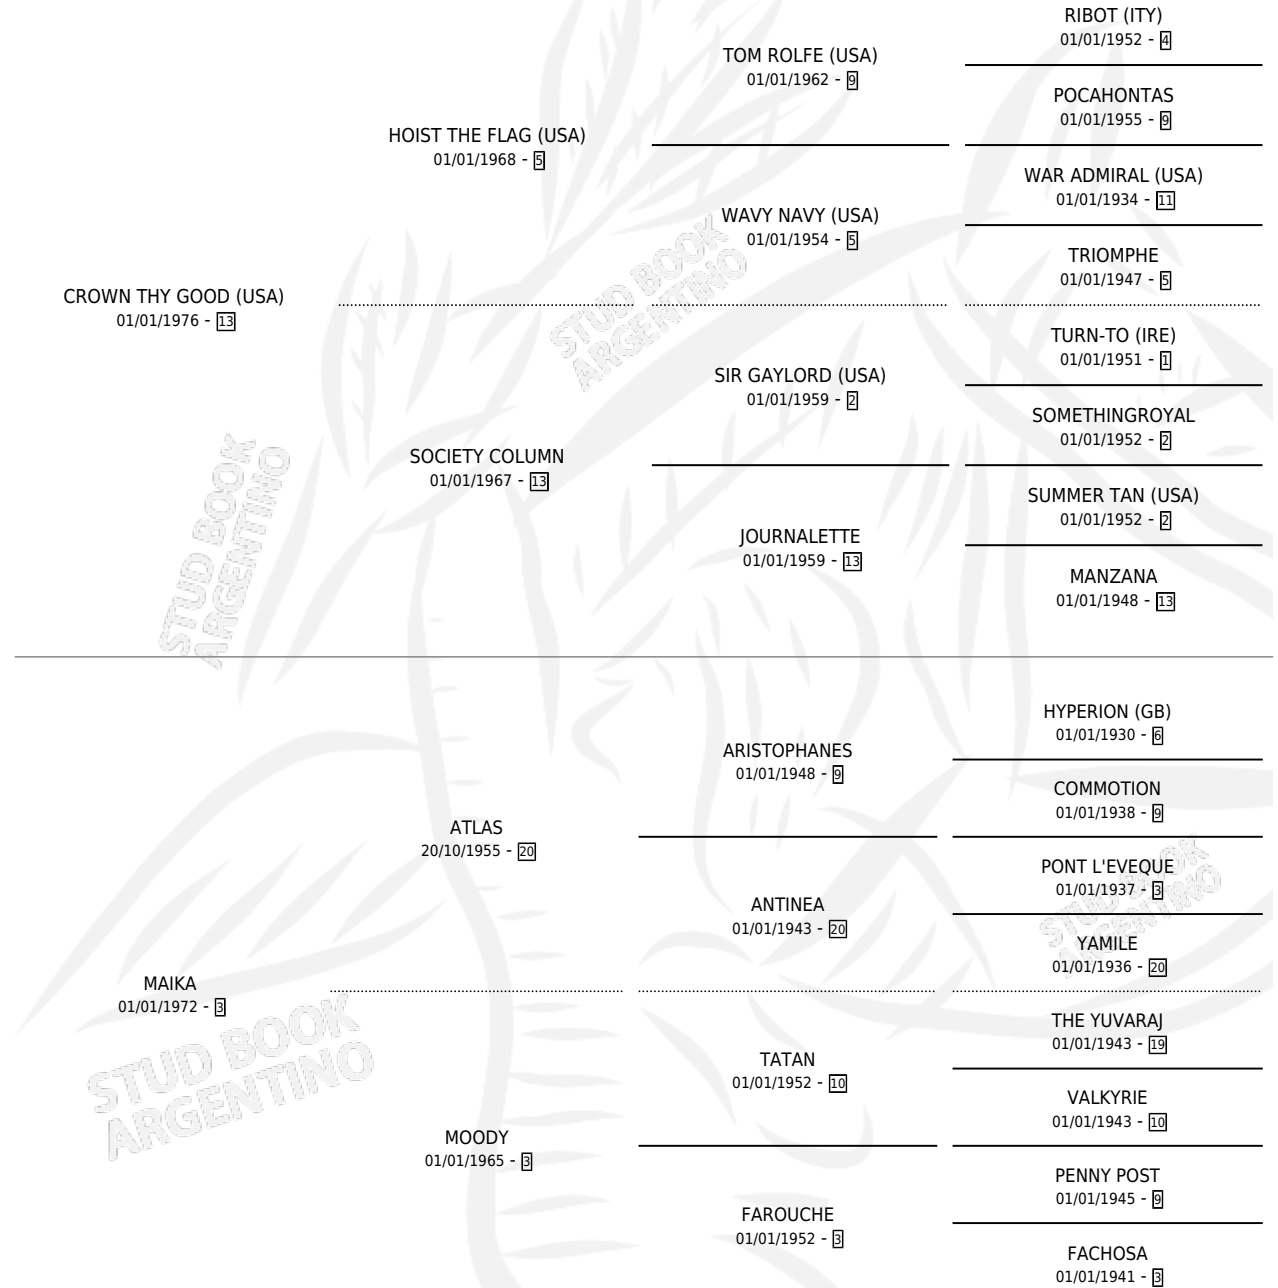 RIBOT (ITY)
01/01/1952 - 4
TOM ROLFE (USA)
01/01/1962 - 9
POCAHONTAS
01/01/1955 - 9
HOIST THE FLAG (USA)
01/01/1968 - 5
WAR ADMIRAL (USA)
01/01/1934 - 11
WAVY NAVY (USA)
01/01/1954 - 5
TRIOMPHE
01/01/1947 - 5
CROWN THY GOOD (USA)
01/01/1976 - 13
STUD BOOK
ARGENTINO
TURN-TO (IRE)
01/01/1951 - 1
SIR GAYLORD (USA)
01/01/1959 - 2
SOMETHINGROYAL
01/01/1952 - 2
SOCIETY COLUMN
01/01/1967 - 13
SUMMER TAN (USA)
01/01/1952 - 2
JOURNALETTE
01/01/1959 - 13
MANZANA
01/01/1948 - 13
STUD BOOK
ARGENTINO
HYPERION (GB)
01/01/1930 - 6
ARISTOPHANES
01/01/1948 - 9
COMMOTION
01/01/1938 - 9
ATLAS
20/10/1955 - 20
PONT L'EVEQUE
01/01/1937 - 3
ANTINEA
01/01/1943 - 20
YAMILE
01/01/1936 - 20
STUD BOOK
ARGENTINO
MAIKA
01/01/1972 - 3
THE YUVARAJ
01/01/1943 - 19
TATAN
01/01/1952 - 10
VALKYRIE
01/01/1943 - 10
STUD BOOK
ARGENTINO
MOODY
01/01/1965 - 3
PENNY POST
01/01/1945 - 9
FAROUCHE
01/01/1952 - 3
FACHOSA
01/01/1941 - 3